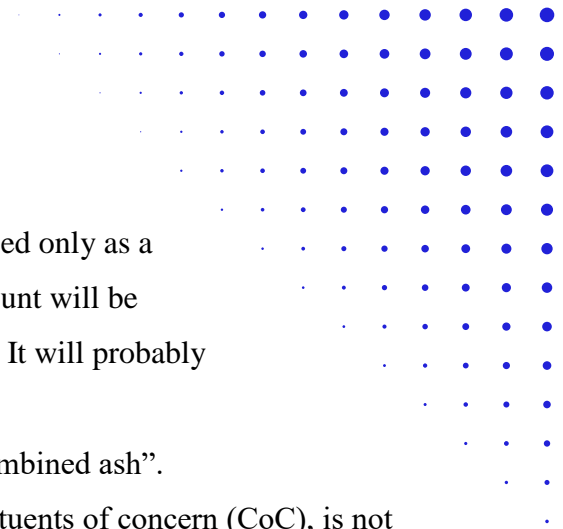 ed only as a
unt will be
It will probably
mbined ash”.
tuents of concern (CoC), is not